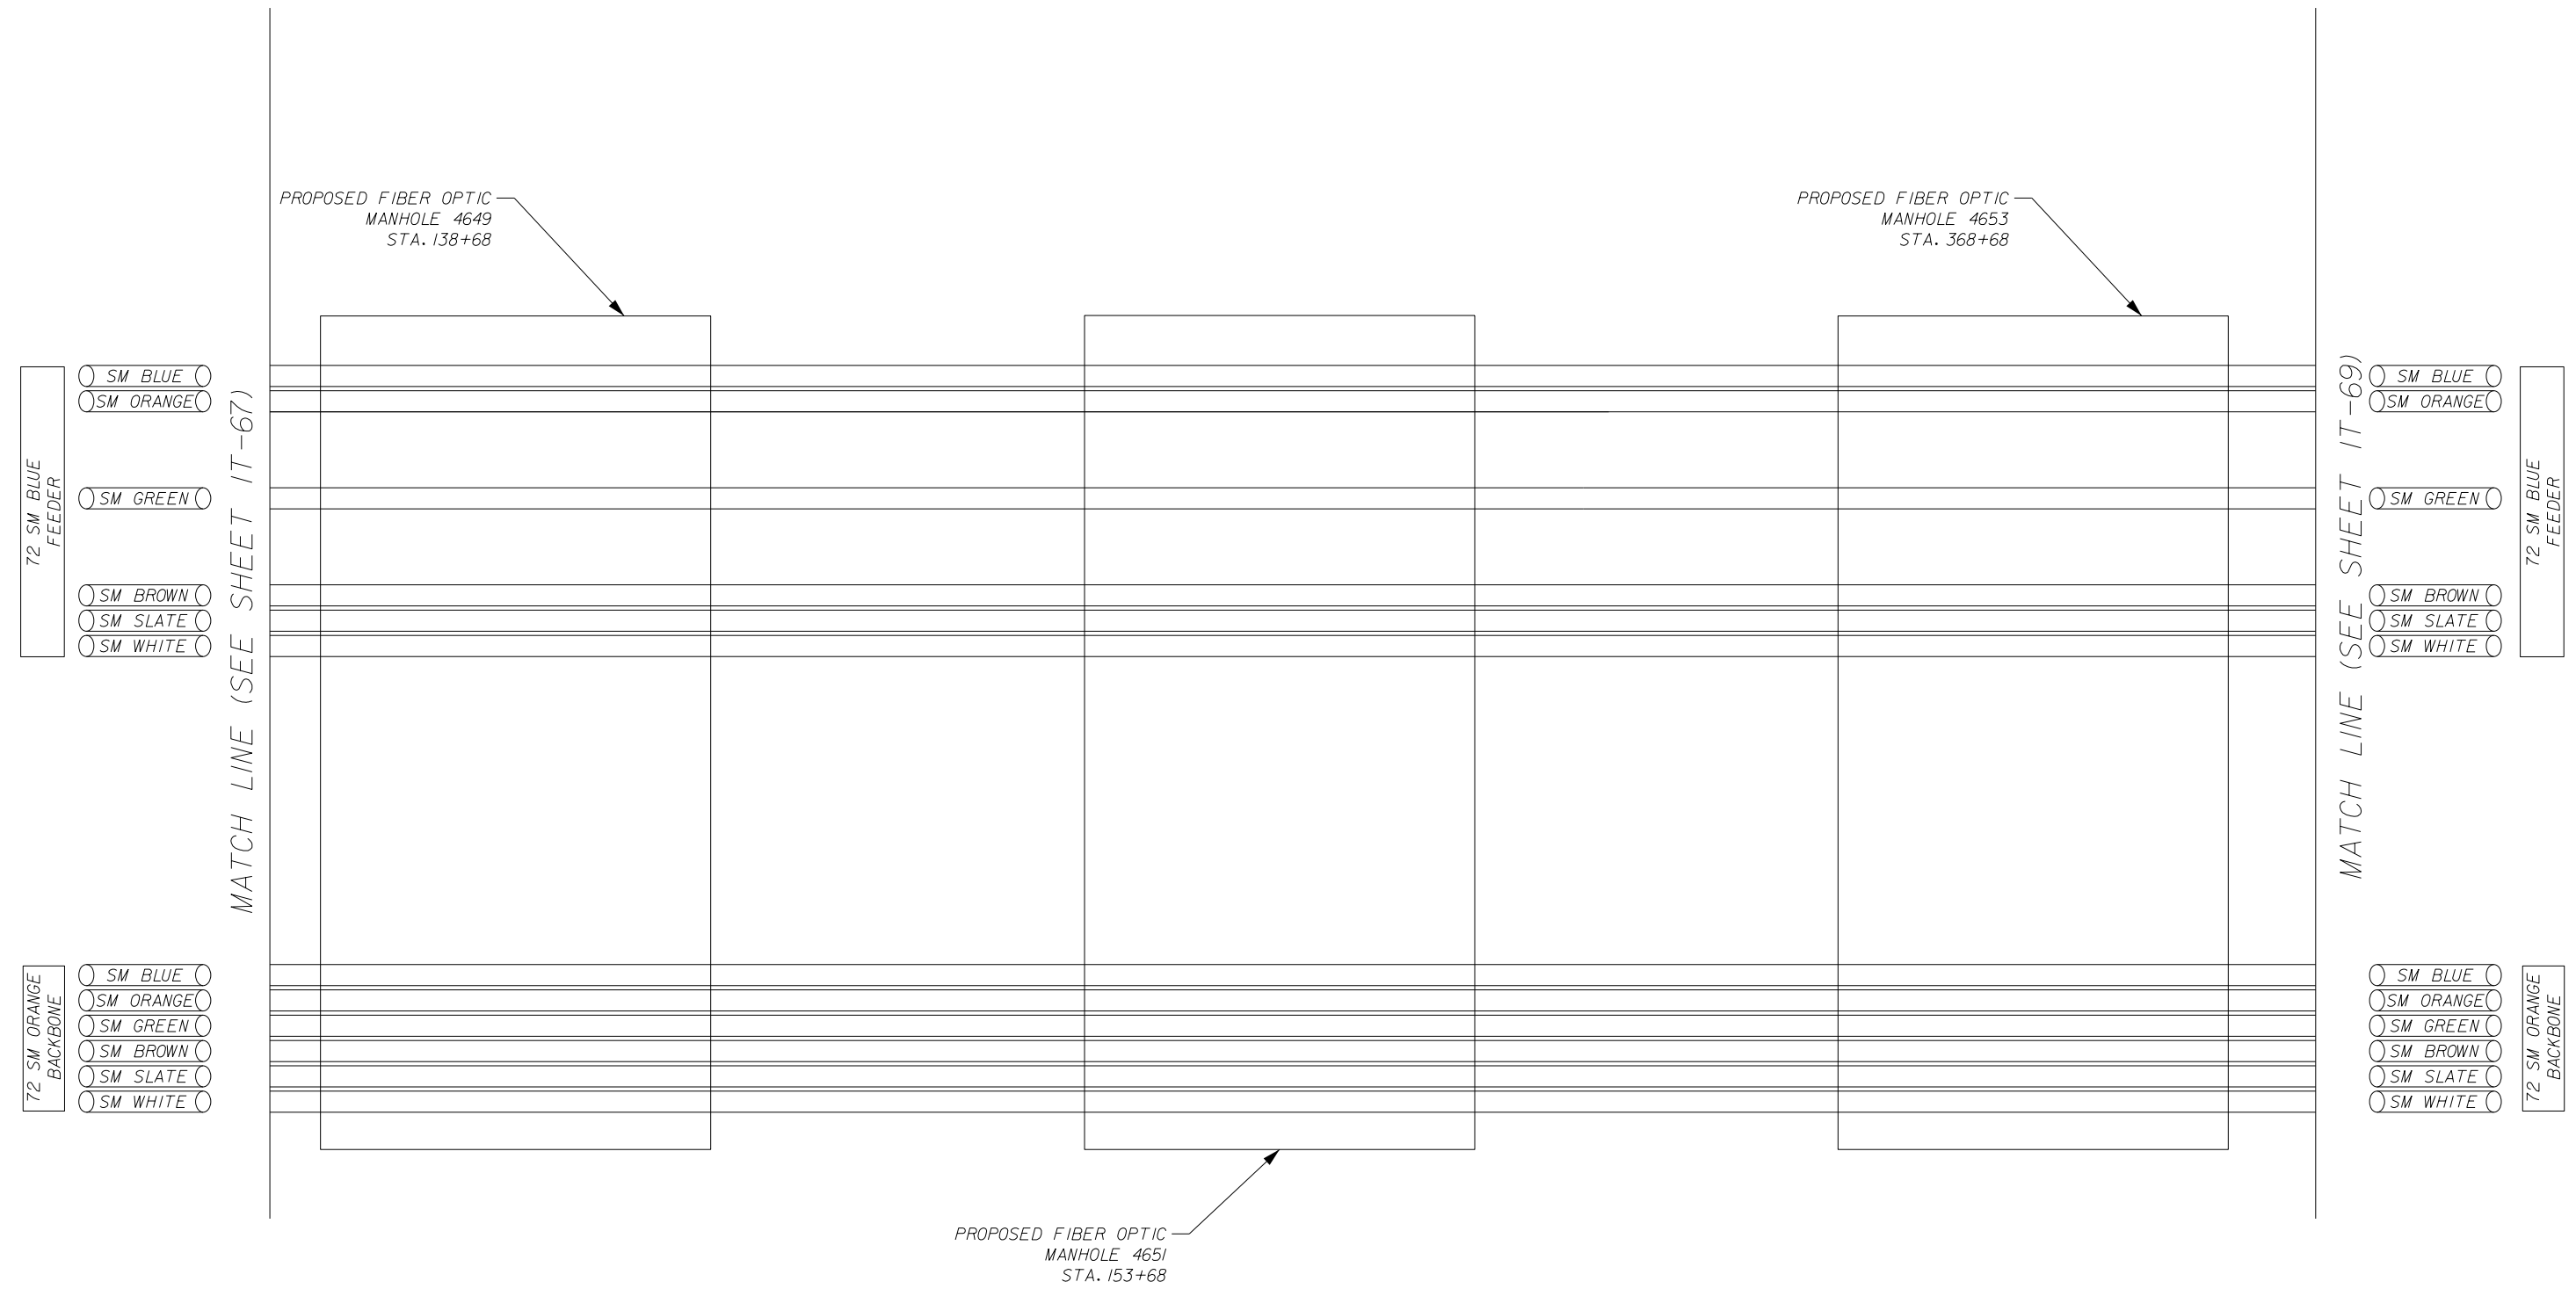 PROPOSED FIBER OPTIC
MANHOLE 4649
STA. 138+68
PROPOSED FIBER OPTIC
MANHOLE 4653
STA. 368+68
72 SM BLUE
FEEDER
SM BLUE
SM ORANGE
SM GREEN
SM BROWN
SM SLATE
SM WHITE
MATCH LINE (SEE SHEET IT-67)
72 SM ORANGE
BACKBONE
SM BLUE
SM ORANGE
SM GREEN
SM BROWN
SM SLATE
SM WHITE
MATCH LINE (SEE SHEET IT-69)
SM BLUE
SM ORANGE
SM GREEN
SM BROWN
SM SLATE
SM WHITE
72 SM BLUE
FEEDER
SM BLUE
SM ORANGE
SM GREEN
SM BROWN
SM SLATE
SM WHITE
72 SM ORANGE
BACKBONE
PROPOSED FIBER OPTIC
MANHOLE 4651
STA. 153+68